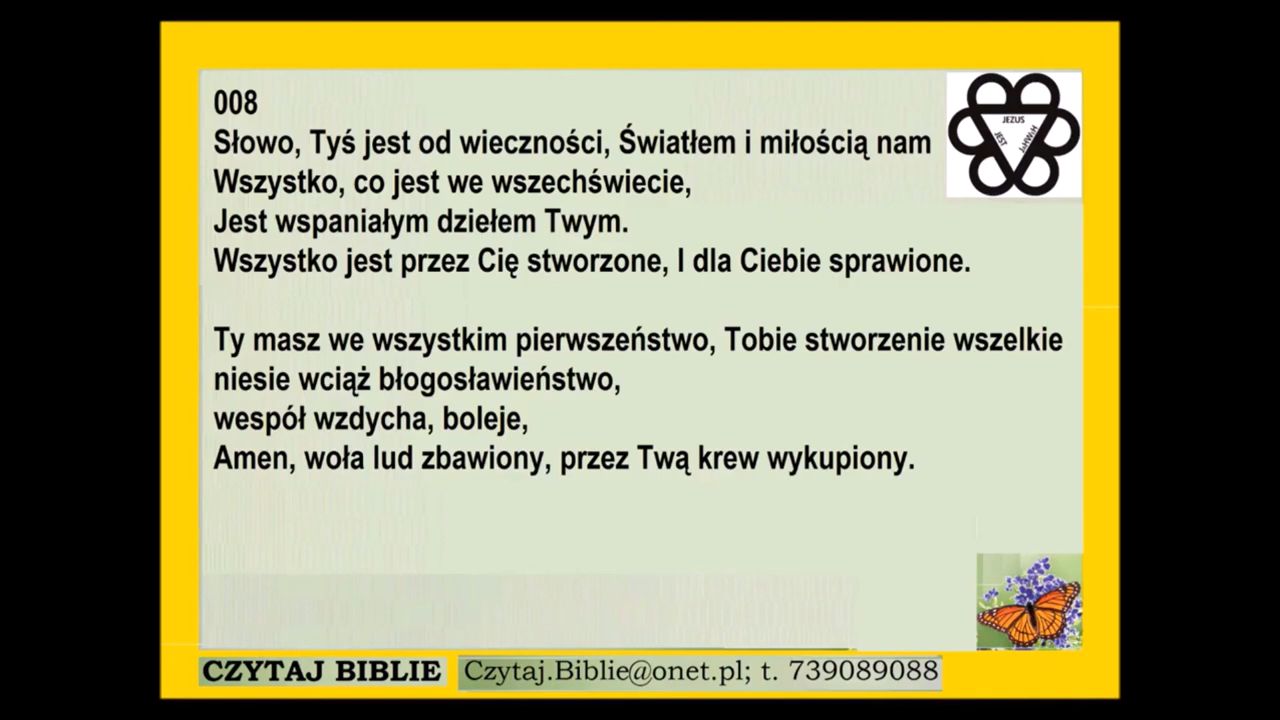 008
Słowo, Tyś jest od wieczności, Światłem i miłością nam
Wszystko, co jest we wszechświecie,
Jest wspaniałym dziełem Twym.
Wszystko jest przez Cię stworzone, I dla Ciebie sprawione.
Ty masz we wszystkim pierwszeństwo, Tobie stworzenie wszelkie
niesie wciąż błogosławieństwo,
wespół wzdycha, boleje,
Amen, woła lud zbawiony, przez Twą krew wykupiony.
JEZUS
JEST
JaHWeH
CZYTAJ BIBLIE
Czytaj.Biblie@onet.pl; t. 739089088